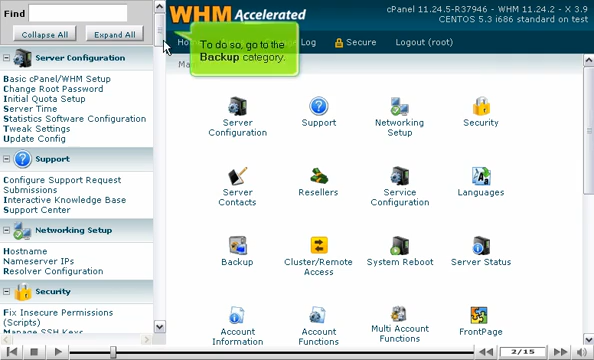 Find
Collapse All
Expand All
Server Configuration
Basic cPanel/WHM Setup
Change Root Password
Initial Quota Setup
Server Time
Statistics Software Configuration
Tweak Settings
Update Config
Support
Configure Support Request
Submissions
Interactive Knowledge Base
Support Center
Networking Setup
Hostname
Nameserver IPs
Resolver Configuration
Security
Fix Insecure Permissions
(Scripts)
Manage SSH Keys
WHM Accelerated
cPanel 11.24.5-R37946 - WHM 11.24.2 - X 3.9
CENTOS 5.3 i686 standard on test
Log
Secure
Logout (root)
To do so, go to the
Backup category.
Server
Configuration
Support
Networking
Setup
Security
Server
Contacts
Resellers
Service
Configuration
Languages
Backup
Cluster/Remote
Access
System Reboot
Server Status
Account
Information
Account
Functions
Multi Account
Functions
FrontPage
2/15